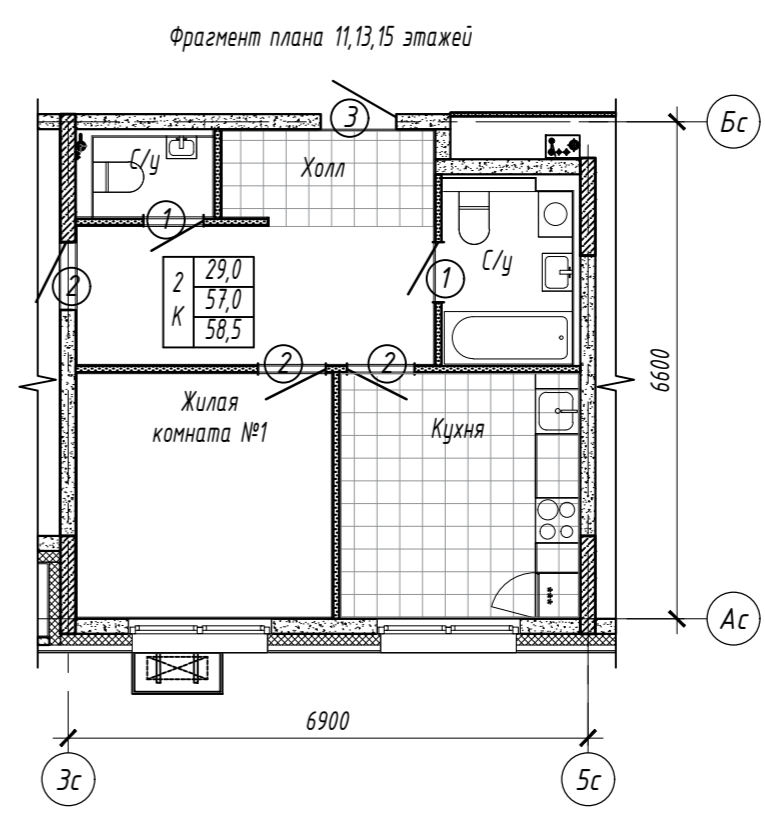 Фрагмент плана 11,13,15 этажей
3
Бс
С/у
Холл
1
2
2
К
29,0
57,0
58,5
С/у
1
2
2
6600
Жилая
комната №1
Кухня
***
Ас
6900
3с
5с